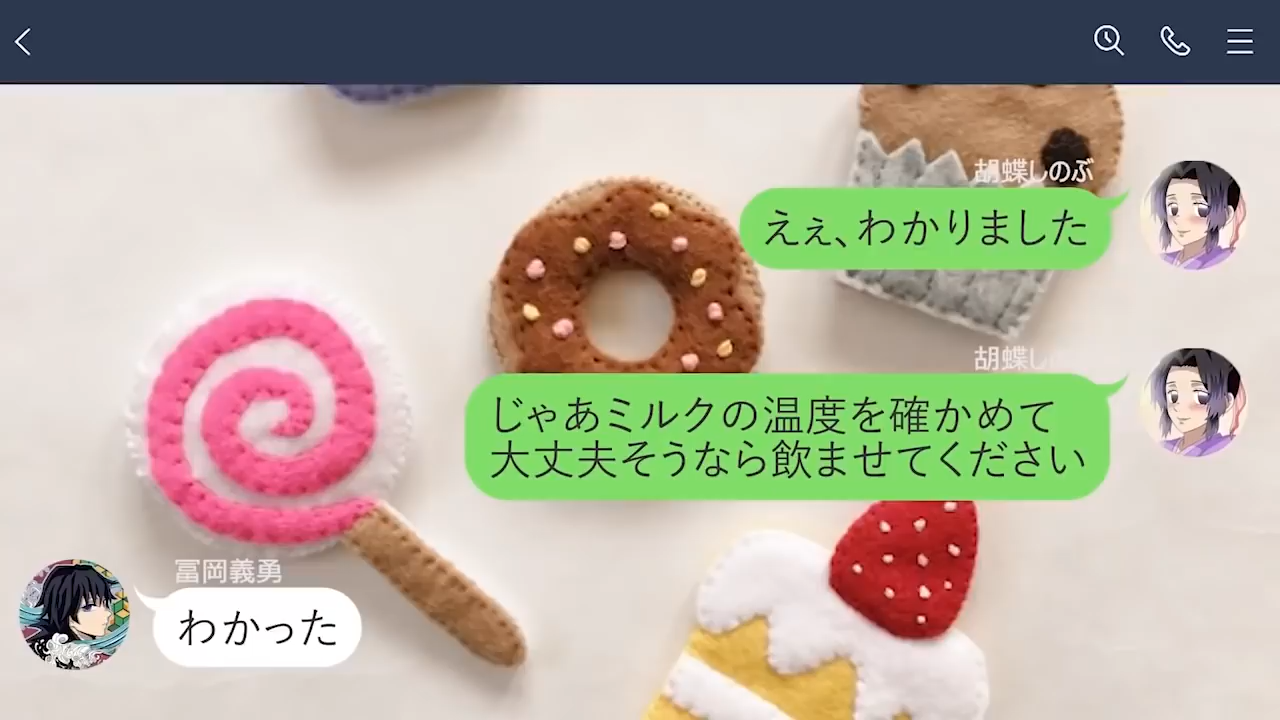 胡蝶しのぶ
えぇ、わかりました
胡蝶し
じゃあミルクの温度を確かめて
大丈夫そうなら飲ませてください
冨岡義勇
わかった